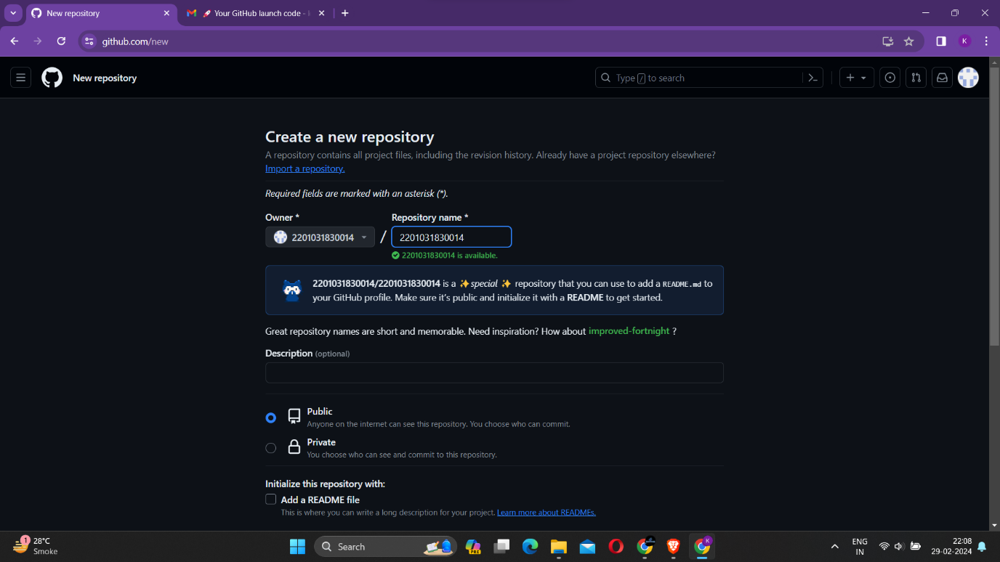 New repository
🚀 Your GitHub launch code -
github.com/new
K
New repository
Type / to search
Create a new repository
A repository contains all project files, including the revision history. Already have a project repository elsewhere?
Import a repository.
Required fields are marked with an asterisk (*).
Owner * Repository name *
2201031830014 / 2201031830014
2201031830014 is available.
2201031830014/2201031830014 is a ✨ special ✨ repository that you can use to add a README.md to
your GitHub profile. Make sure it's public and initialize it with a README to get started.
Great repository names are short and memorable. Need inspiration? How about improved-fortnight ?
Description (optional)
Public
Anyone on the internet can see this repository. You choose who can commit.
Private
You choose who can see and commit to this repository.
Initialize this repository with:
Add a README file
This is where you can write a long description for your project. Learn more about READMEs.
1
28°C
Smoke
Search
PRE
K
ENG
IN
22:08
29-02-2024